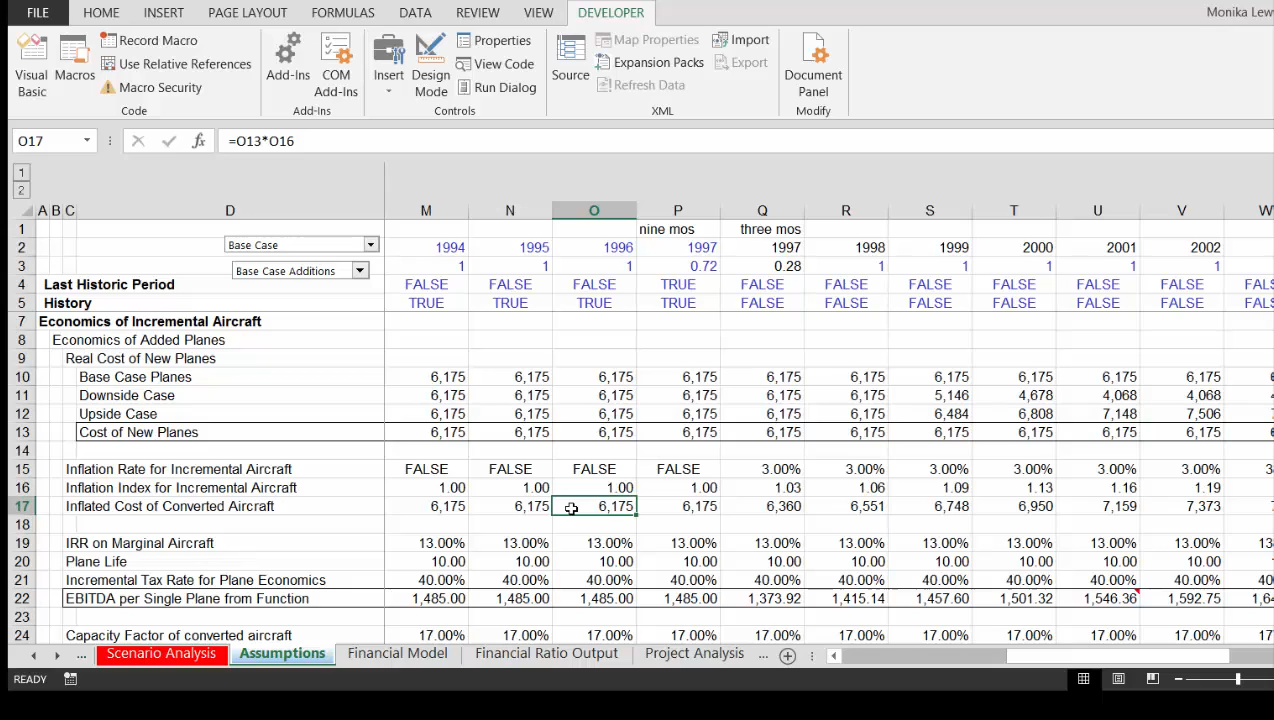 FILE HOME INSERT PAGE LAYOUT FORMULAS DATA REVIEW VIEW DEVELOPER Monika Lew
Visual Basic
Macros
Record Macro
Use Relative References
Macro Security
Code
Add-Ins
COM Add-Ins
Add-Ins
Insert
Design Mode
Properties
View Code
Run Dialog
Controls
Source
Map Properties
Expansion Packs
Refresh Data
Import
Export
XML
Document Panel
Modify
O17 fx =O13*O16
1
2
A B C D M N O P Q R S T U V W
1 nine mos three mos
2 Base Case 1994 1995 1996 1997 1997 1998 1999 2000 2001 2002
3 Base Case Additions 1 1 1 0.72 0.28 1 1 1 1 1
4 Last Historic Period FALSE FALSE FALSE TRUE FALSE FALSE FALSE FALSE FALSE FALSE
5 History TRUE TRUE TRUE TRUE FALSE FALSE FALSE FALSE FALSE FALSE
7 Economics of Incremental Aircraft
8 Economics of Added Planes
9 Real Cost of New Planes
10 Base Case Planes 6,175 6,175 6,175 6,175 6,175 6,175 6,175 6,175 6,175 6,175
11 Downside Case 6,175 6,175 6,175 6,175 6,175 6,175 5,146 4,678 4,068 4,068
12 Upside Case 6,175 6,175 6,175 6,175 6,175 6,175 6,484 6,808 7,148 7,506
13 Cost of New Planes 6,175 6,175 6,175 6,175 6,175 6,175 6,175 6,175 6,175 6,175
14
15 Inflation Rate for Incremental Aircraft FALSE FALSE FALSE FALSE 3.00% 3.00% 3.00% 3.00% 3.00% 3.00%
16 Inflation Index for Incremental Aircraft 1.00 1.00 1.00 1.00 1.03 1.06 1.09 1.13 1.16 1.19
17 Inflated Cost of Converted Aircraft 6,175 6,175 6,175 6,175 6,360 6,551 6,748 6,950 7,159 7,373
18
19 IRR on Marginal Aircraft 13.00% 13.00% 13.00% 13.00% 13.00% 13.00% 13.00% 13.00% 13.00% 13.00%
20 Plane Life 10.00 10.00 10.00 10.00 10.00 10.00 10.00 10.00 10.00 10.00
21 Incremental Tax Rate for Plane Economics 40.00% 40.00% 40.00% 40.00% 40.00% 40.00% 40.00% 40.00% 40.00% 40.00%
22 EBITDA per Single Plane from Function 1,485.00 1,485.00 1,485.00 1,485.00 1,373.92 1,415.14 1,457.60 1,501.32 1,546.36 1,592.75
23
24 Capacity Factor of converted aircraft 17.00% 17.00% 17.00% 17.00% 17.00% 17.00% 17.00% 17.00% 17.00% 17.00%
... Scenario Analysis Assumptions Financial Model Financial Ratio Output Project Analysis ...
READY